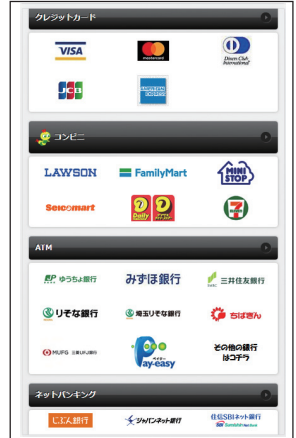 クレジットカード
VISA
mastercard
Diners Club
International
JCB
AMERICAN
EXPRESS
コンビニ
LAWSON
FamilyMart
MINI
STOP
Seicomart
Daily
ATM
ゆうちょ銀行
みずほ銀行
三井住友銀行
りそな銀行
埼玉りそな銀行
ちばぎん
MUFG 三菱UFJ銀行
ペイジー
Pay-easy
その他の銀行
はコチラ
ネットバンキング
じぶん銀行
ジャパンネット銀行
住信SBIネット銀行